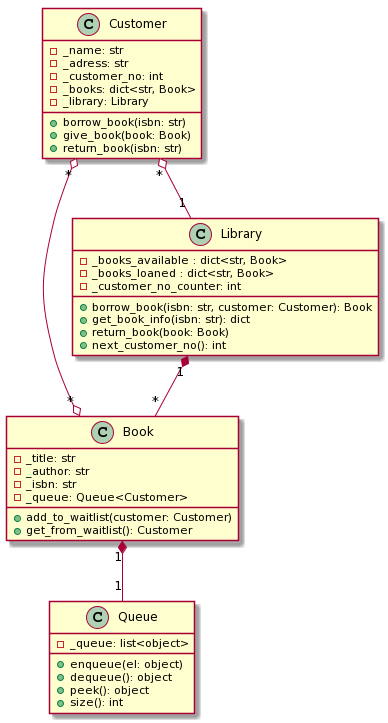 C Customer
_name: str
_adress: str
_customer_no: int
_books: dict<str, Book>
_library: Library
borrow_book(isbn: str)
give_book(book: Book)
return_book(isbn: str)
* *
1
C Library
_books_available : dict<str, Book>
_books_loaned : dict<str, Book>
_customer_no_counter: int
borrow_book(isbn: str, customer: Customer): Book
get_book_info(isbn: str): dict
return_book(book: Book)
next_customer_no(): int
1
* *
C Book
_title: str
_author: str
_isbn: str
_queue: Queue<Customer>
add_to_waitlist(customer: Customer)
get_from_waitlist(): Customer
1
1
C Queue
_queue: list<object>
enqueue(el: object)
dequeue(): object
peek(): object
size(): int